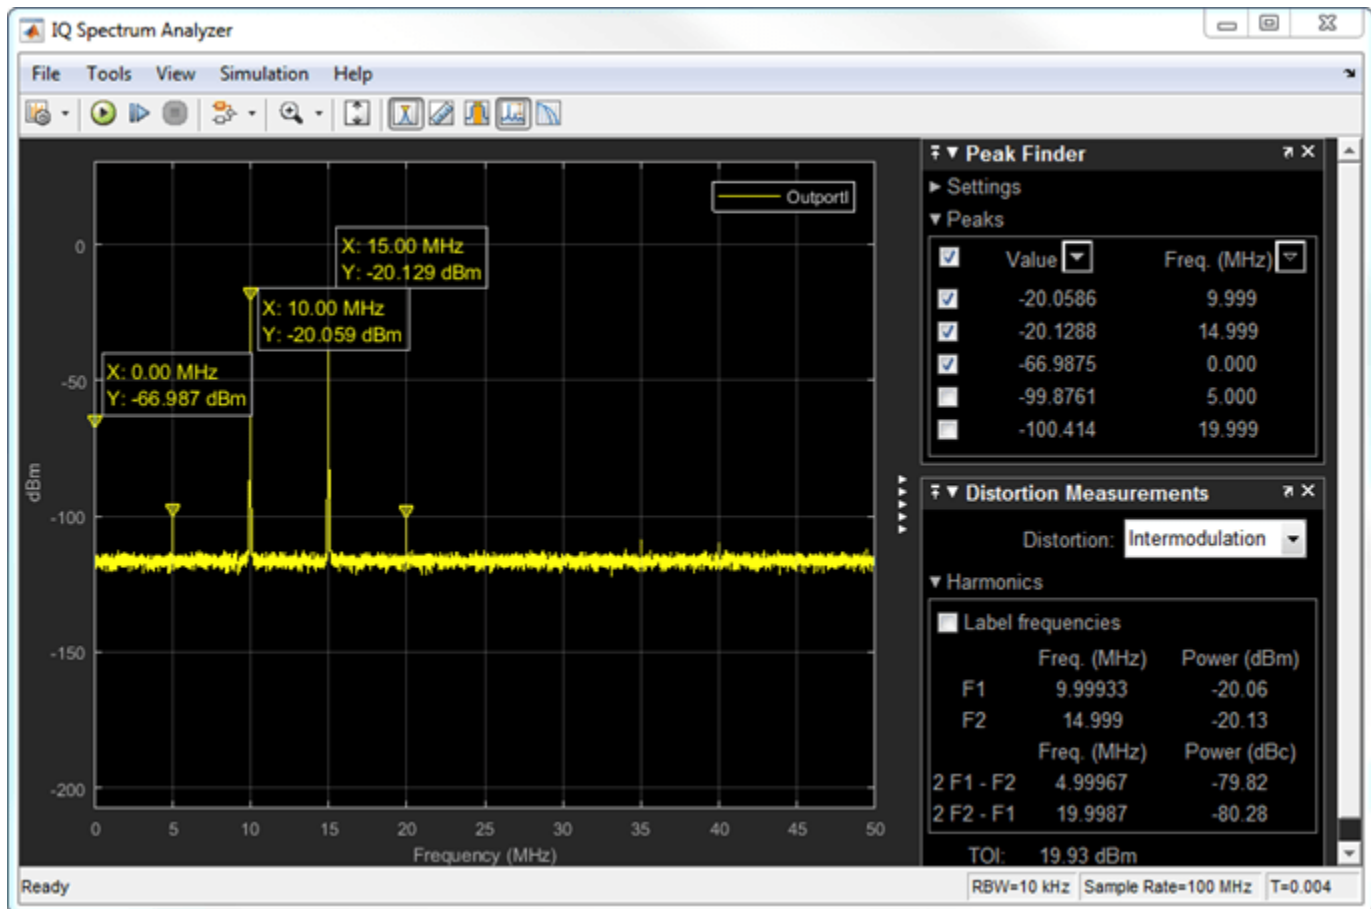 IQ Spectrum Analyzer
File Tools View Simulation Help
OutportI
X: 15.00 MHz
Y: -20.129 dBm
X: 10.00 MHz
Y: -20.059 dBm
X: 0.00 MHz
Y: -66.987 dBm
dBm
0
-50
-100
-150
-200
0 5 10 15 20 25 30 35 40 45 50
Frequency (MHz)
Peak Finder
Settings
Peaks
Value Freq. (MHz)
-20.0586 9.999
-20.1288 14.999
-66.9875 0.000
-99.8761 5.000
-100.414 19.999
Distortion Measurements
Distortion: Intermodulation
Harmonics
Label frequencies
Freq. (MHz) Power (dBm)
F1 9.99933 -20.06
F2 14.999 -20.13
Freq. (MHz) Power (dBc)
2 F1 - F2 4.99967 -79.82
2 F2 - F1 19.9987 -80.28
TOI: 19.93 dBm
Ready RBW=10 kHz Sample Rate=100 MHz T=0.004